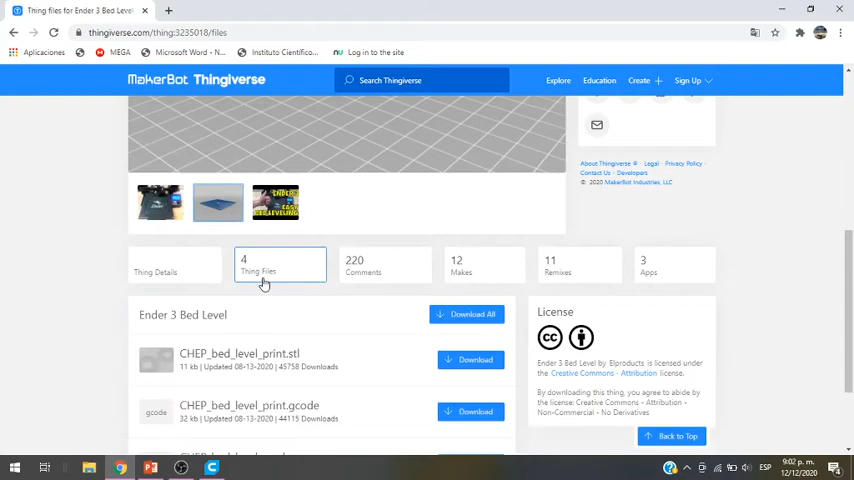 Thing files for Ender 3 Bed Level
thingiverse.com/thing:3235018/files
Aplicaciones
MEGA
Microsoft Word - N...
Instituto Científico...
Log in to the site
MakerBot Thingiverse
Search Thingiverse
Explore
Education
Create +
Sign Up
About Thingiverse ® · Legal · Privacy Policy ·
Contact Us · Developers
© 2020 MakerBot Industries, LLC
ENDER 3
EASY
BED LEVELING
Thing Details
4
Thing Files
220
Comments
12
Makes
11
Remixes
3
Apps
Ender 3 Bed Level
Download All
CHEP_bed_level_print.stl
11 kb | Updated 08-13-2020 | 45758 Downloads
Download
gcode
CHEP_bed_level_print.gcode
32 kb | Updated 08-13-2020 | 44115 Downloads
Download
License
Ender 3 Bed Level by Elproducts is licensed under
the Creative Commons - Attribution license.
By downloading this thing, you agree to abide by
the license: Creative Commons - Attribution -
Non-Commercial - No Derivatives
Back to Top
ESP
9:02 p. m.
12/12/2020
4